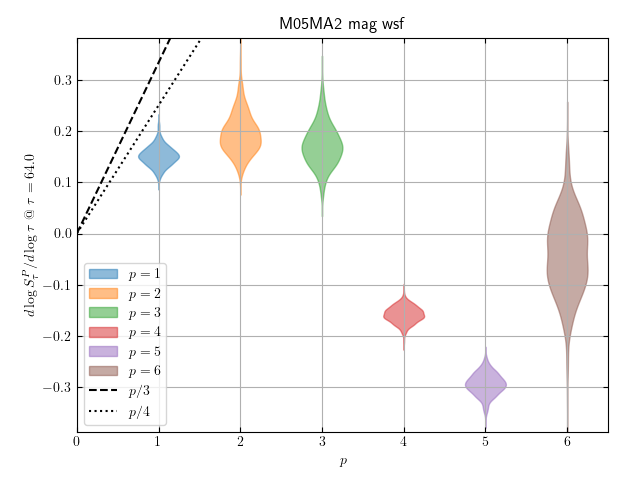 M05MA2 mag wsf
d log S_τ^P / d log τ @ τ = 64.0
0.3
0.2
0.1
0.0
−0.1
−0.2
−0.3
p = 1
p = 2
p = 3
p = 4
p = 5
p = 6
p/3
p/4
0 1 2 3 4 5 6
p